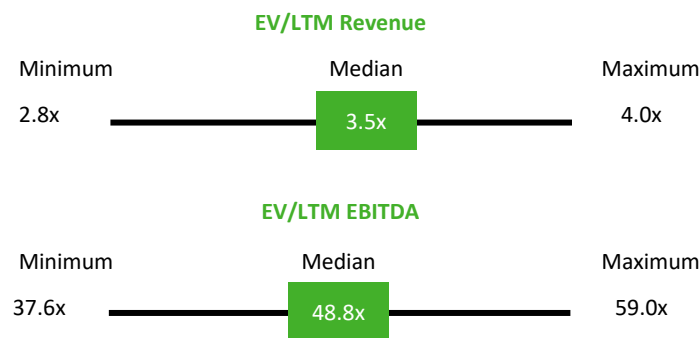 EV/LTM Revenue
Minimum Median Maximum
2.8x 3.5x 4.0x
EV/LTM EBITDA
Minimum Median Maximum
37.6x 48.8x 59.0x